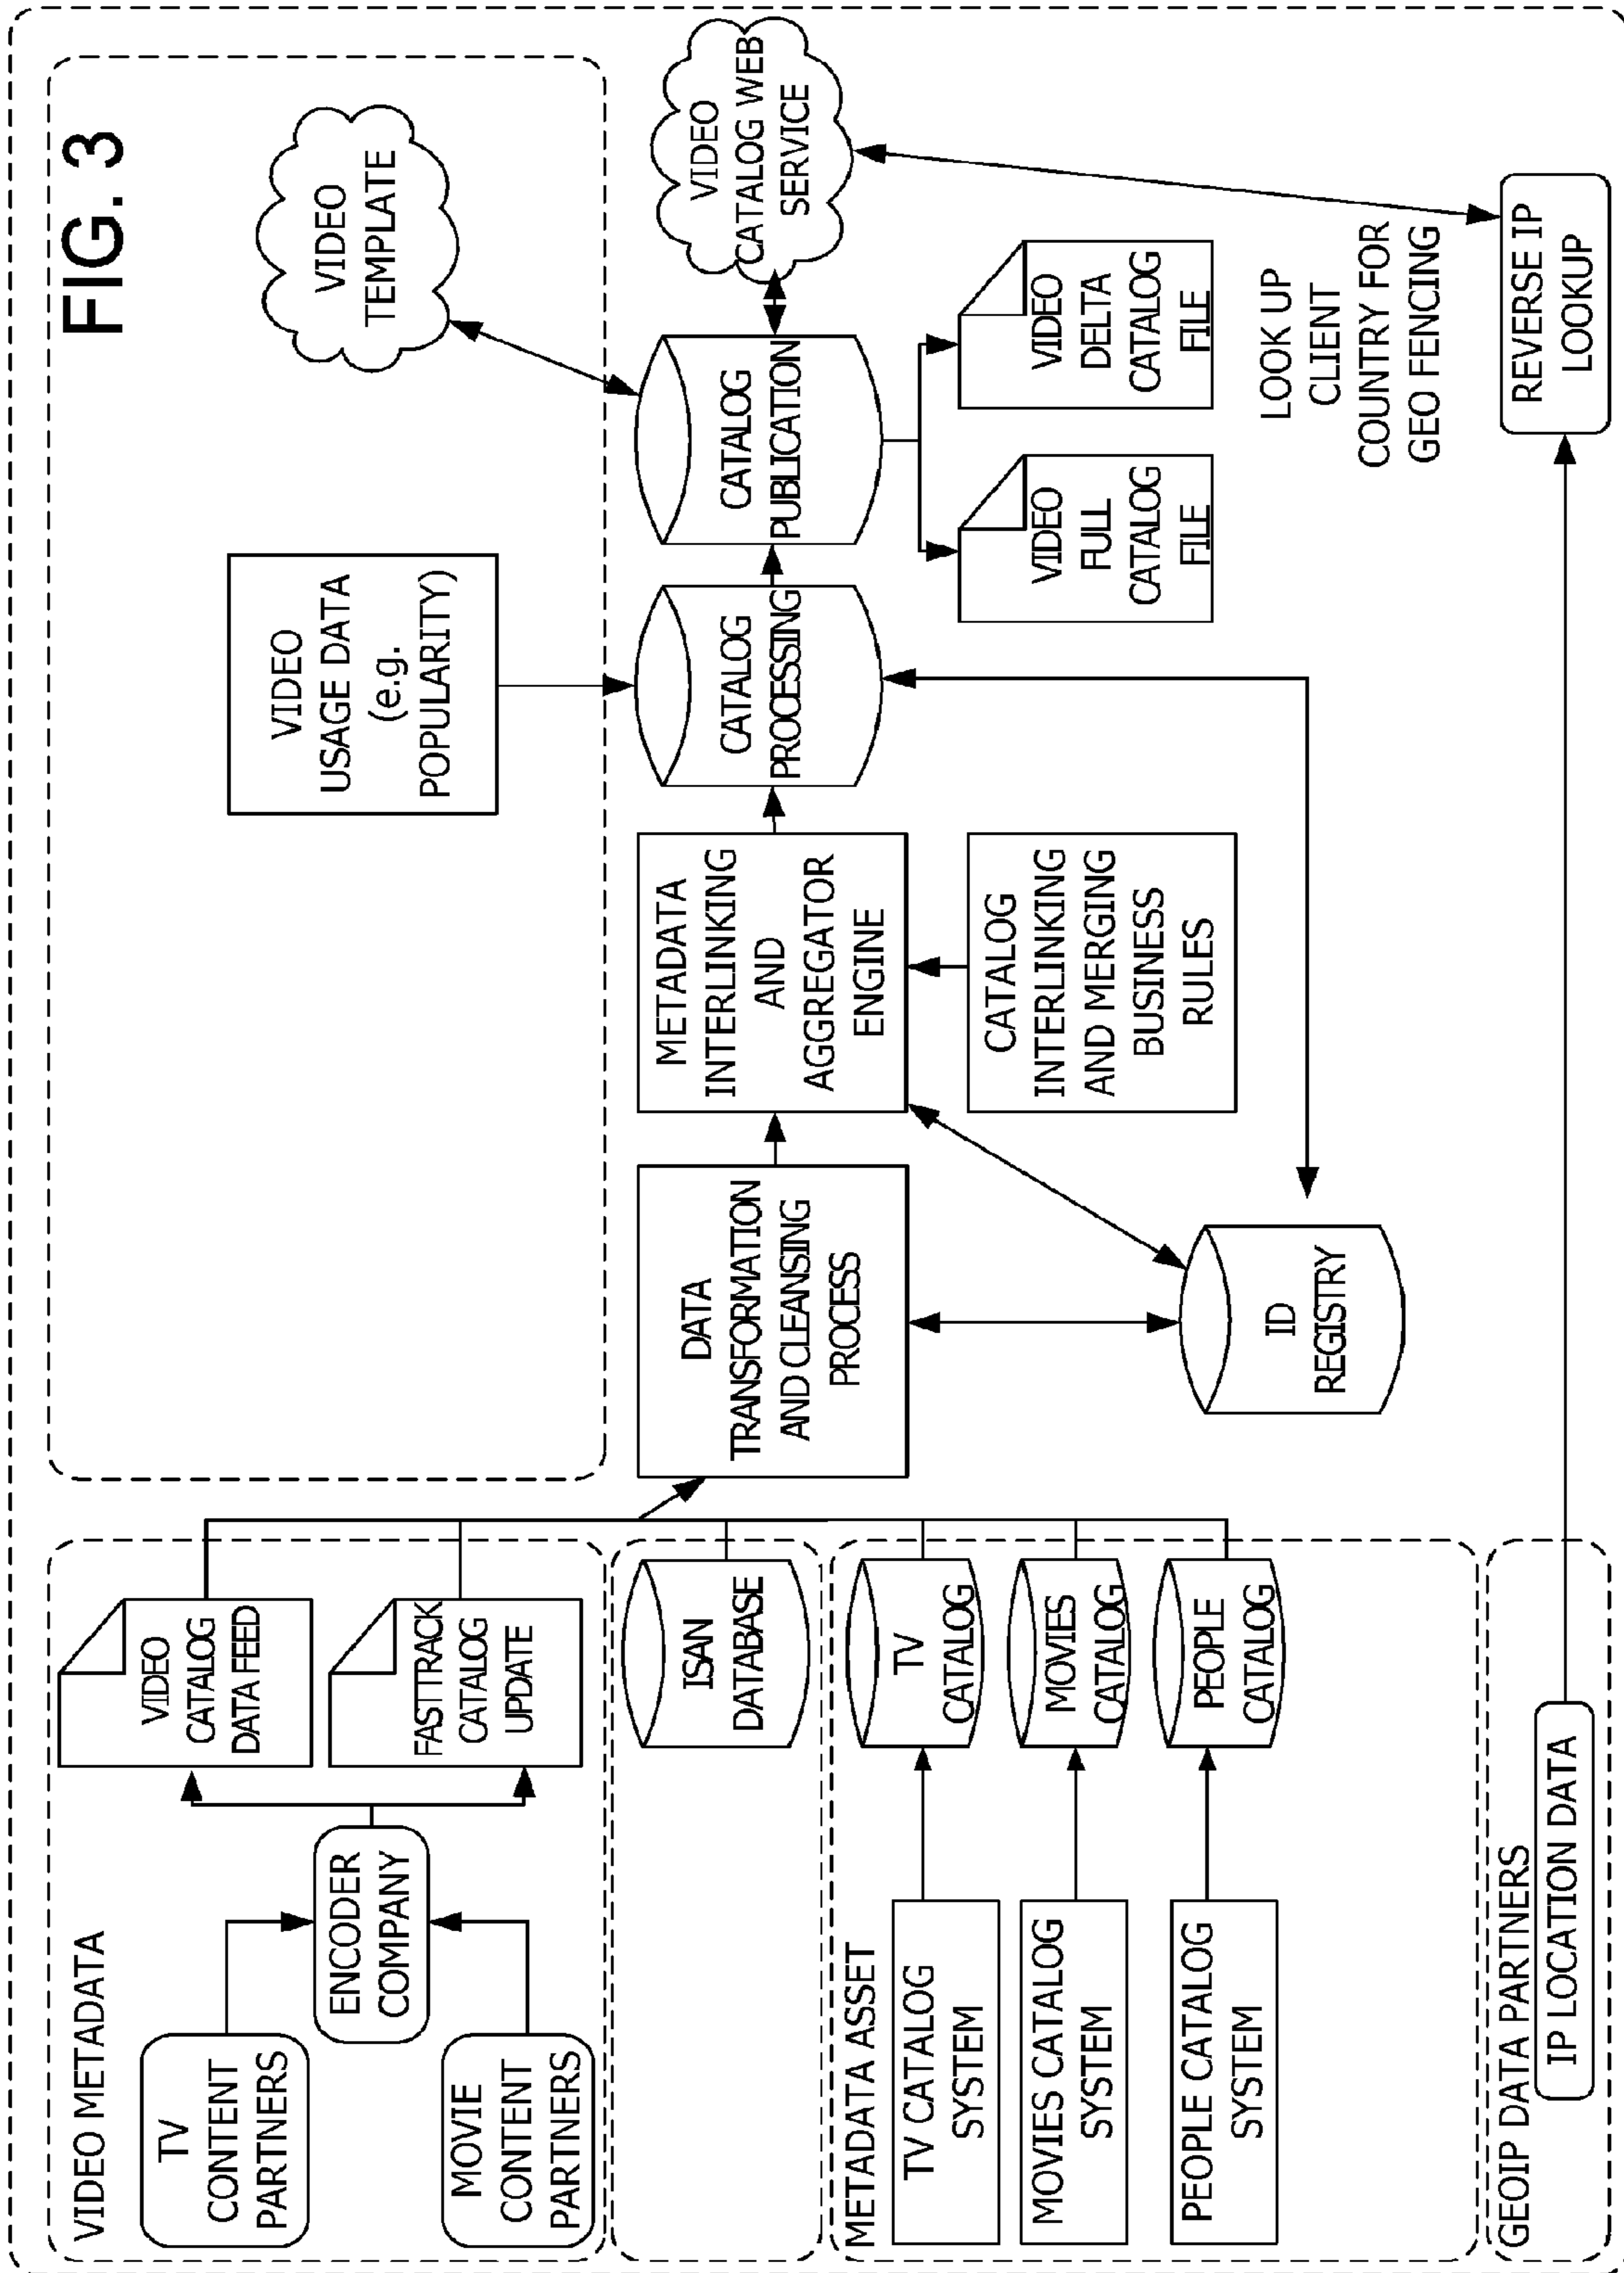 FIG. 3
VIDEO METADATA
TV
CONTENT
PARTNERS
MOVIE
CONTENT
PARTNERS
ENCODER
COMPANY
VIDEO
CATALOG
DATA FEED
FASTTRACK
CATALOG
UPDATE
ISAN
DATABASE
METADATA ASSET
TV CATALOG
SYSTEM
MOVIES CATALOG
SYSTEM
PEOPLE CATALOG
SYSTEM
TV
CATALOG
MOVIES
CATALOG
PEOPLE
CATALOG
GEOIP DATA PARTNERS
IP LOCATION DATA
DATA
TRANSFORMATION
AND CLEANSING
PROCESS
ID
REGISTRY
METADATA
INTERLINKING
AND
AGGREGATOR
ENGINE
CATALOG
INTERLINKING
AND MERGING
BUSINESS
RULES
VIDEO
USAGE DATA
(e.g.
POPULARITY)
CATALOG
PROCESSING
CATALOG
PUBLICATION
VIDEO
TEMPLATE
VIDEO
CATALOG WEB
SERVICE
VIDEO
FULL
CATALOG
FILE
VIDEO
DELTA
CATALOG
FILE
LOOK UP
CLIENT
COUNTRY FOR
GEO FENCING
REVERSE IP
LOOKUP